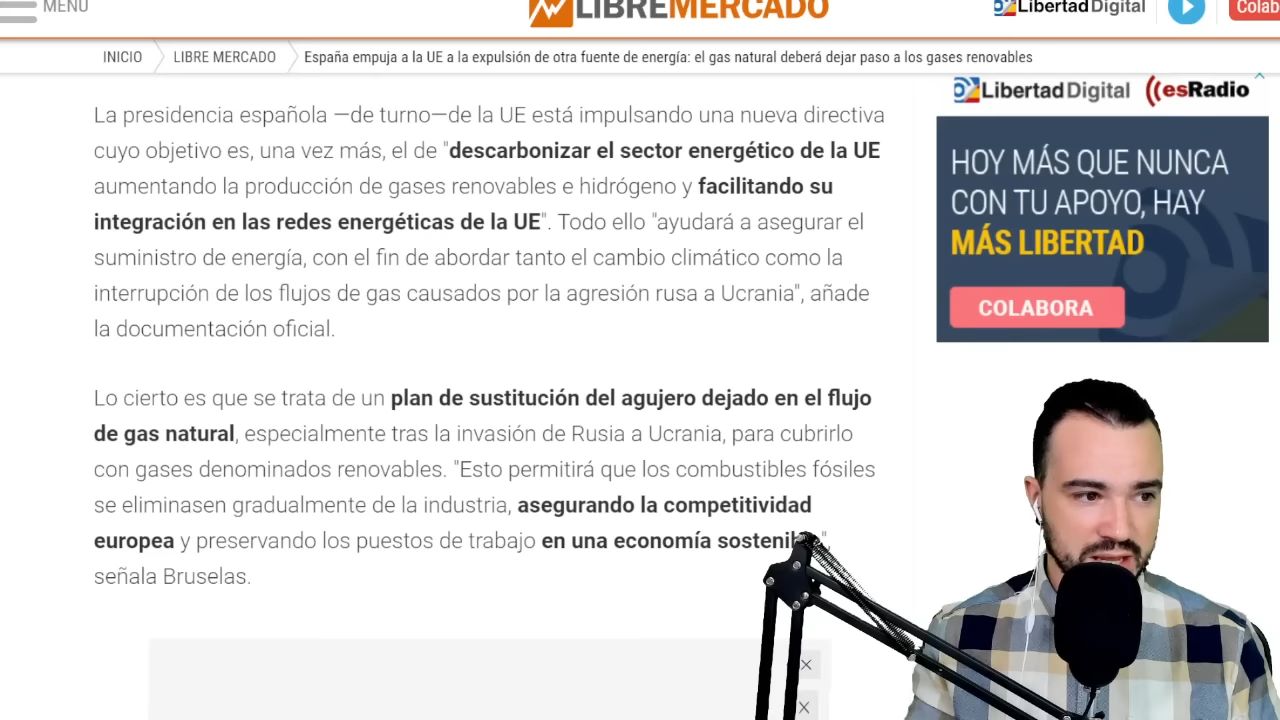 MENÚ
LIBREMERCADO
Libertad Digital
Colab
INICIO
LIBRE MERCADO
España empuja a la UE a la expulsión de otra fuente de energía: el gas natural deberá dejar paso a los gases renovables
La presidencia española —de turno—de la UE está impulsando una nueva directiva
cuyo objetivo es, una vez más, el de "descarbonizar el sector energético de la UE
aumentando la producción de gases renovables e hidrógeno y facilitando su
integración en las redes energéticas de la UE". Todo ello "ayudará a asegurar el
suministro de energía, con el fin de abordar tanto el cambio climático como la
interrupción de los flujos de gas causados por la agresión rusa a Ucrania", añade
la documentación oficial.
Lo cierto es que se trata de un plan de sustitución del agujero dejado en el flujo
de gas natural, especialmente tras la invasión de Rusia a Ucrania, para cubrirlo
con gases denominados renovables. "Esto permitirá que los combustibles fósiles
se eliminasen gradualmente de la industria, asegurando la competitividad
europea y preservando los puestos de trabajo en una economía sostenible",
señala Bruselas.
Libertad Digital esRadio
HOY MÁS QUE NUNCA
CON TU APOYO, HAY
MÁS LIBERTAD
COLABORA